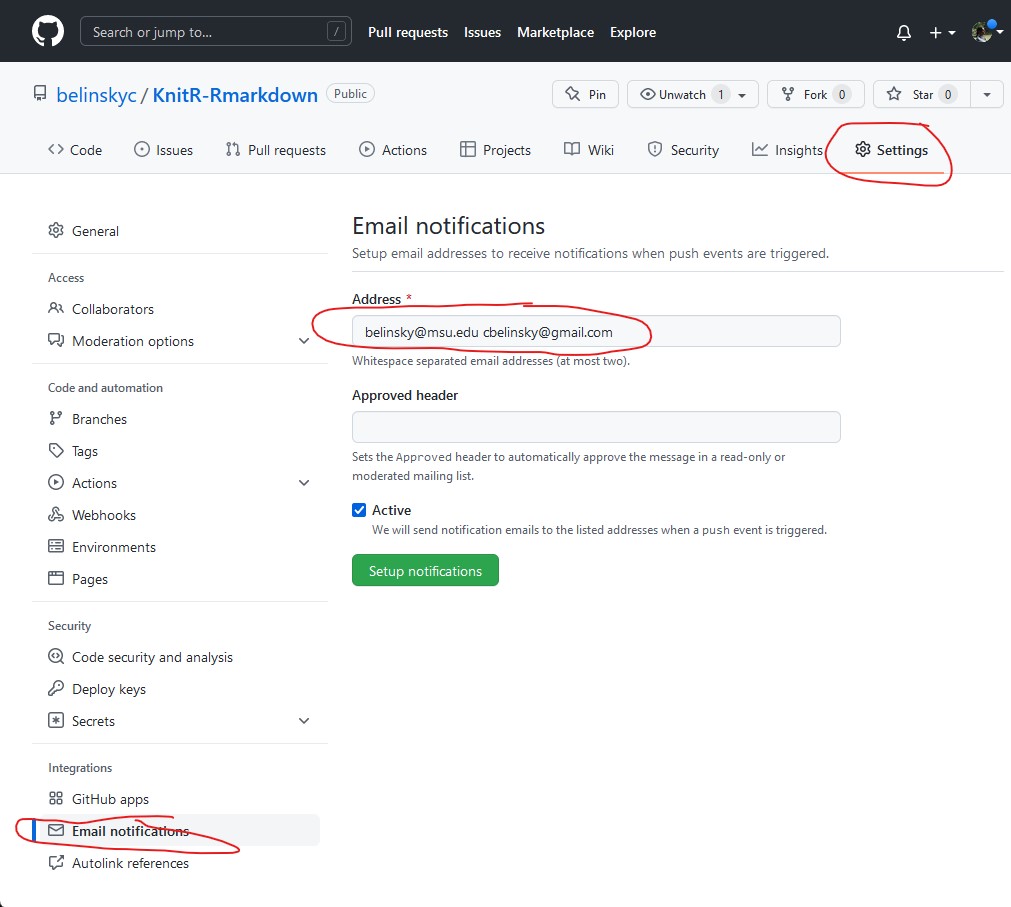 Search or jump to... /
Pull requests Issues Marketplace Explore
belinskyc / KnitR-Rmarkdown Public
Pin Unwatch 1 Fork 0 Star 0
Code Issues Pull requests Actions Projects Wiki Security Insights Settings
General
Access
Collaborators
Moderation options
Code and automation
Branches
Tags
Actions
Webhooks
Environments
Pages
Security
Code security and analysis
Deploy keys
Secrets
Integrations
GitHub apps
Email notifications
Autolink references
Email notifications
Setup email addresses to receive notifications when push events are triggered.
Address *
belinsky@msu.edu cbelinsky@gmail.com
Whitespace separated email addresses (at most two).
Approved header
Sets the Approved header to automatically approve the message in a read-only or
moderated mailing list.
Active
We will send notification emails to the listed addresses when a push event is triggered.
Setup notifications